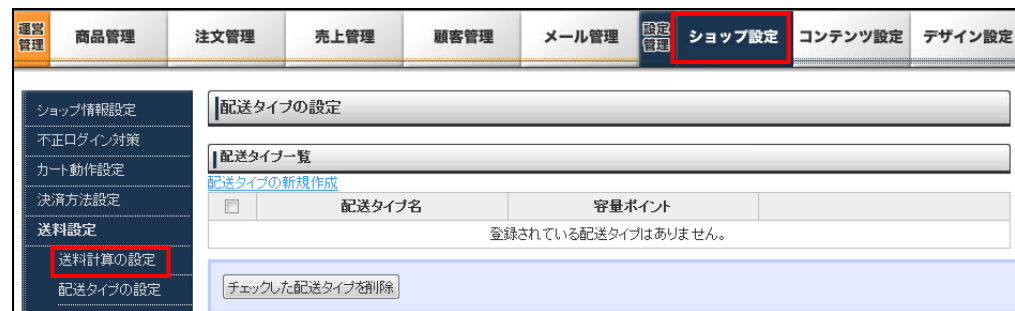 運営管理 商品管理 注文管理 売上管理 顧客管理 メール管理 設定管理 ショップ設定 コンテンツ設定 デザイン設定
ショップ情報設定
不正ログイン対策
カート動作設定
決済方法設定
送料設定
送料計算の設定
配送タイプの設定
配送タイプの設定
配送タイプ一覧
配送タイプの新規作成
配送タイプ名 容量ポイント
登録されている配送タイプはありません。
チェックした配送タイプを削除